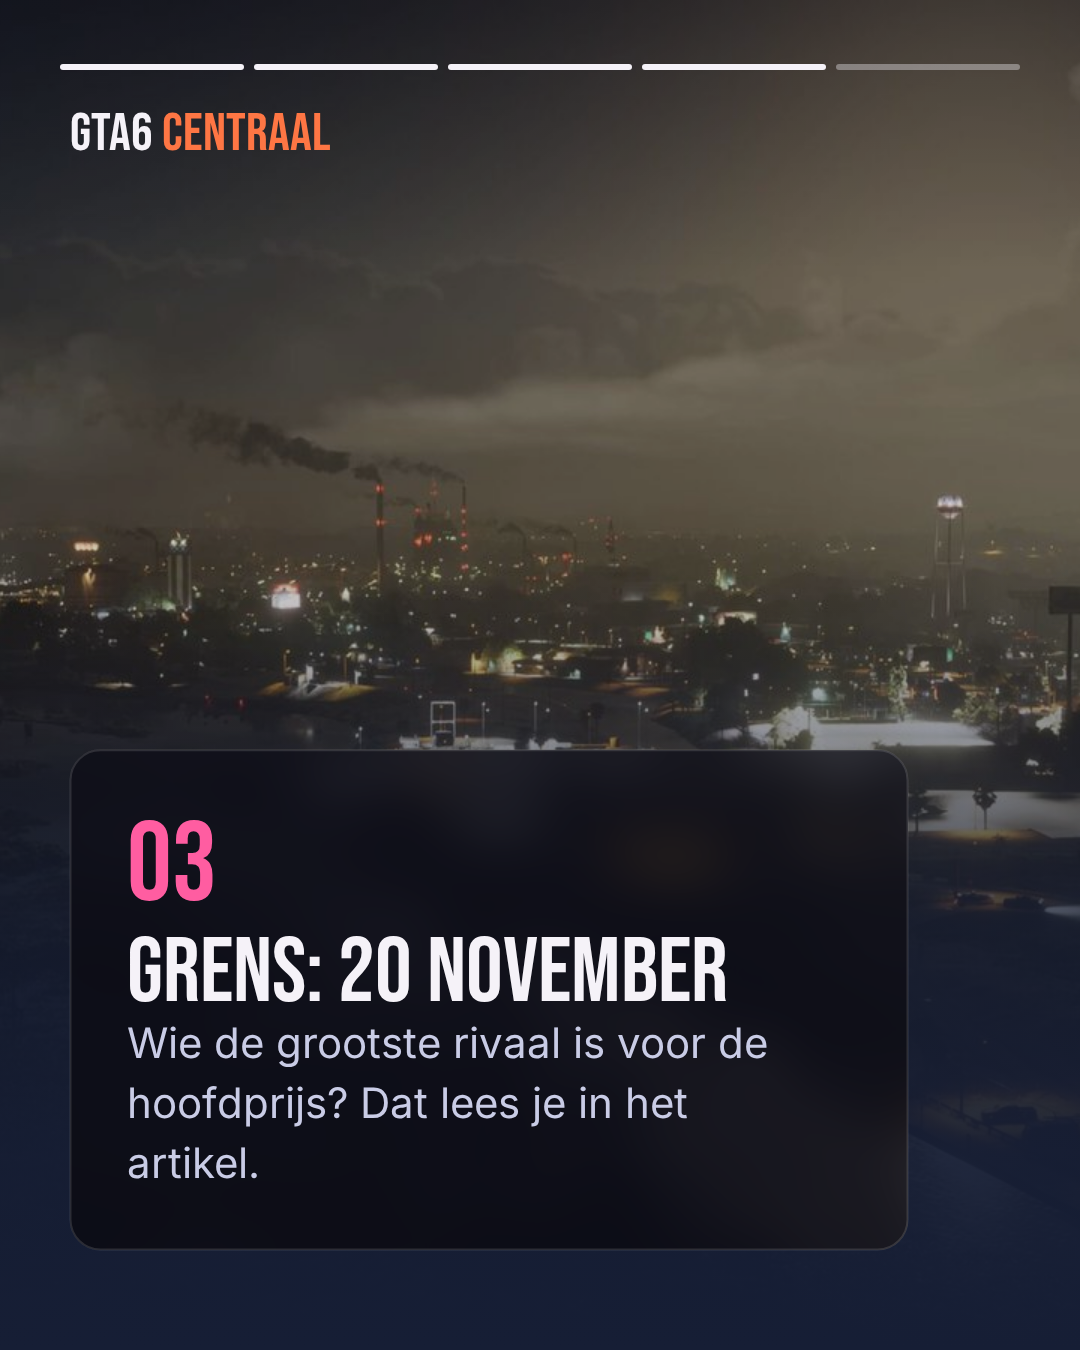 GTA6 CENTRAAL
03
GRENS: 20 NOVEMBER
Wie de grootste rivaal is voor de
hoofdprijs? Dat lees je in het
artikel.